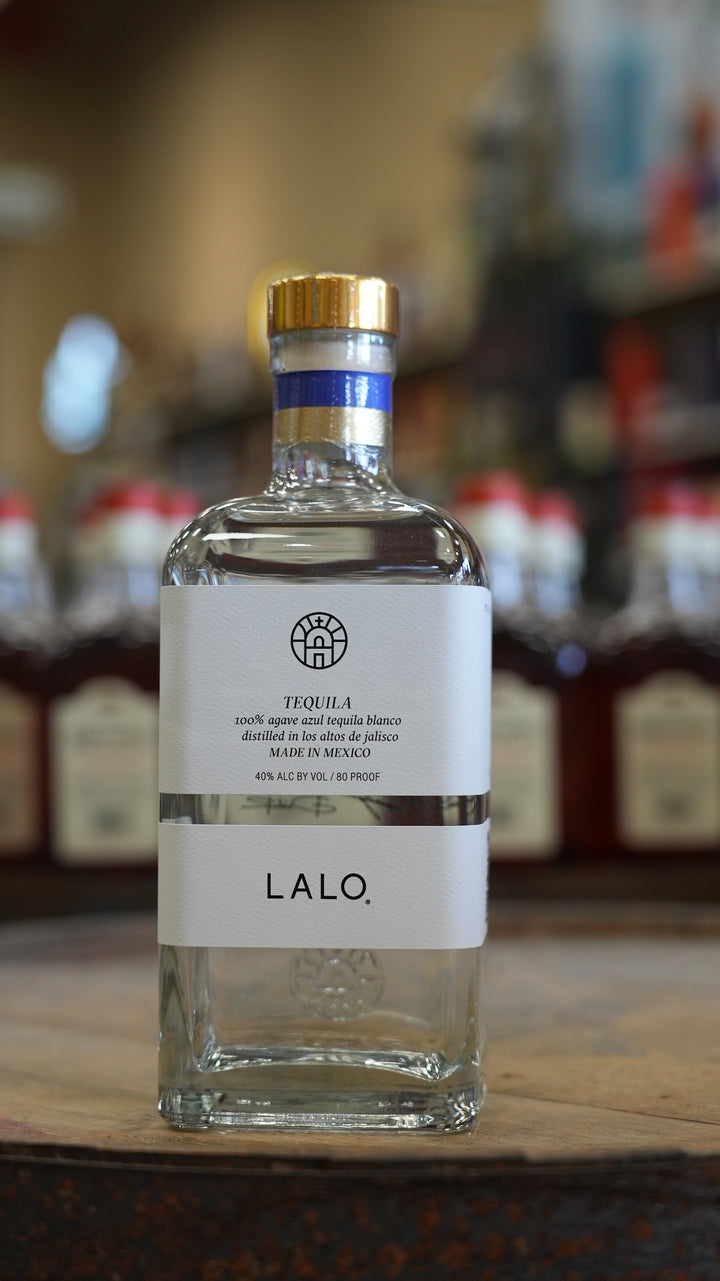 TEQUILA
100% agave azul tequila blanco
distilled in los altos de jalisco
MADE IN MEXICO
40% ALC BY VOL / 80 PROOF
LALO®